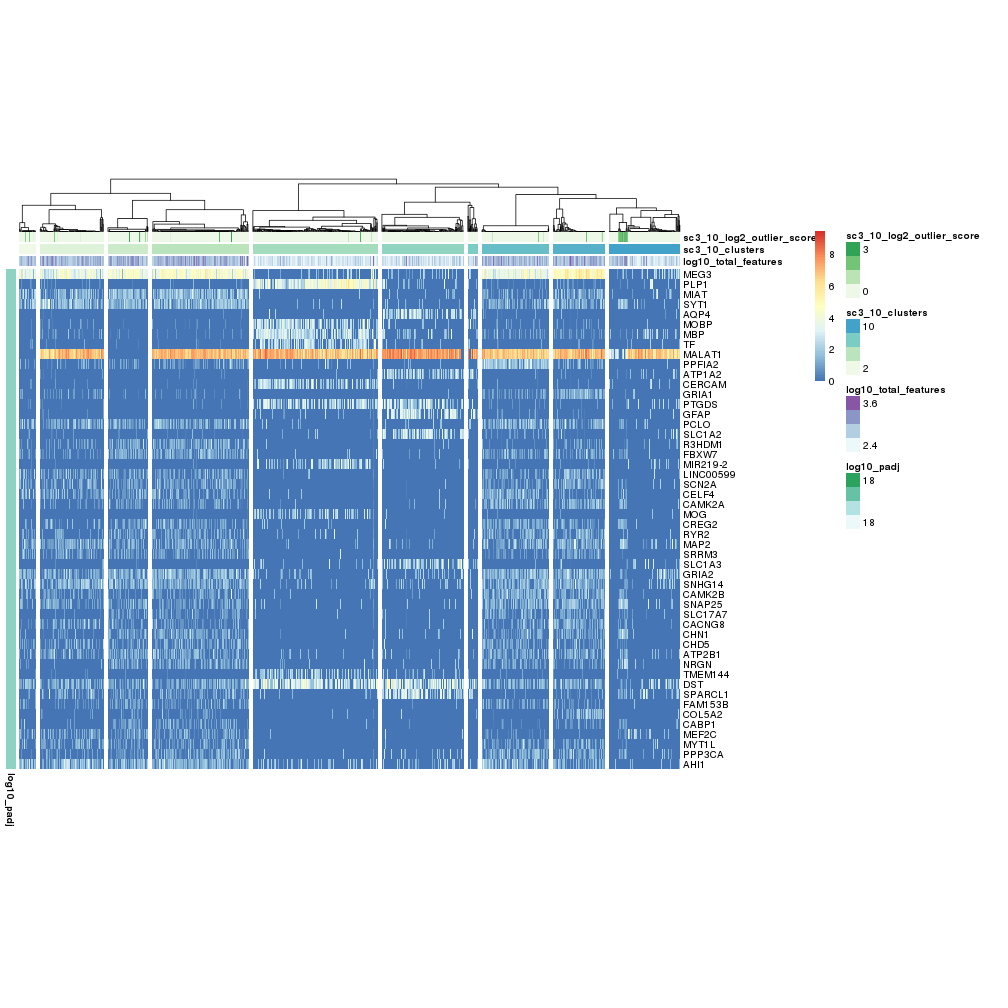 sc3_10_log2_outlier_score
sc3_10_clusters
log10_total_features
MEG3
PLP1
MIAT
SYT1
AQP4
MOBP
MBP
TF
MALAT1
PPFIA2
ATP1A2
CERCAM
GRIA1
PTGDS
GFAP
PCLO
SLC1A2
R3HDM1
FBXW7
MIR219-2
LINC00599
SCN2A
CELF4
CAMK2A
MOG
CREG2
RYR2
MAP2
SRRM3
SLC1A3
GRIA2
SNHG14
CAMK2B
SNAP25
SLC17A7
CACNG8
CHN1
CHD5
ATP2B1
NRGN
TMEM144
DST
SPARCL1
FAM153B
COL5A2
CABP1
MEF2C
MYT1L
PPP3CA
AHI1
log10_padj
8
6
4
2
0
sc3_10_log2_outlier_score
3
0
sc3_10_clusters
10
2
log10_total_features
3.6
2.4
log10_padj
18
18